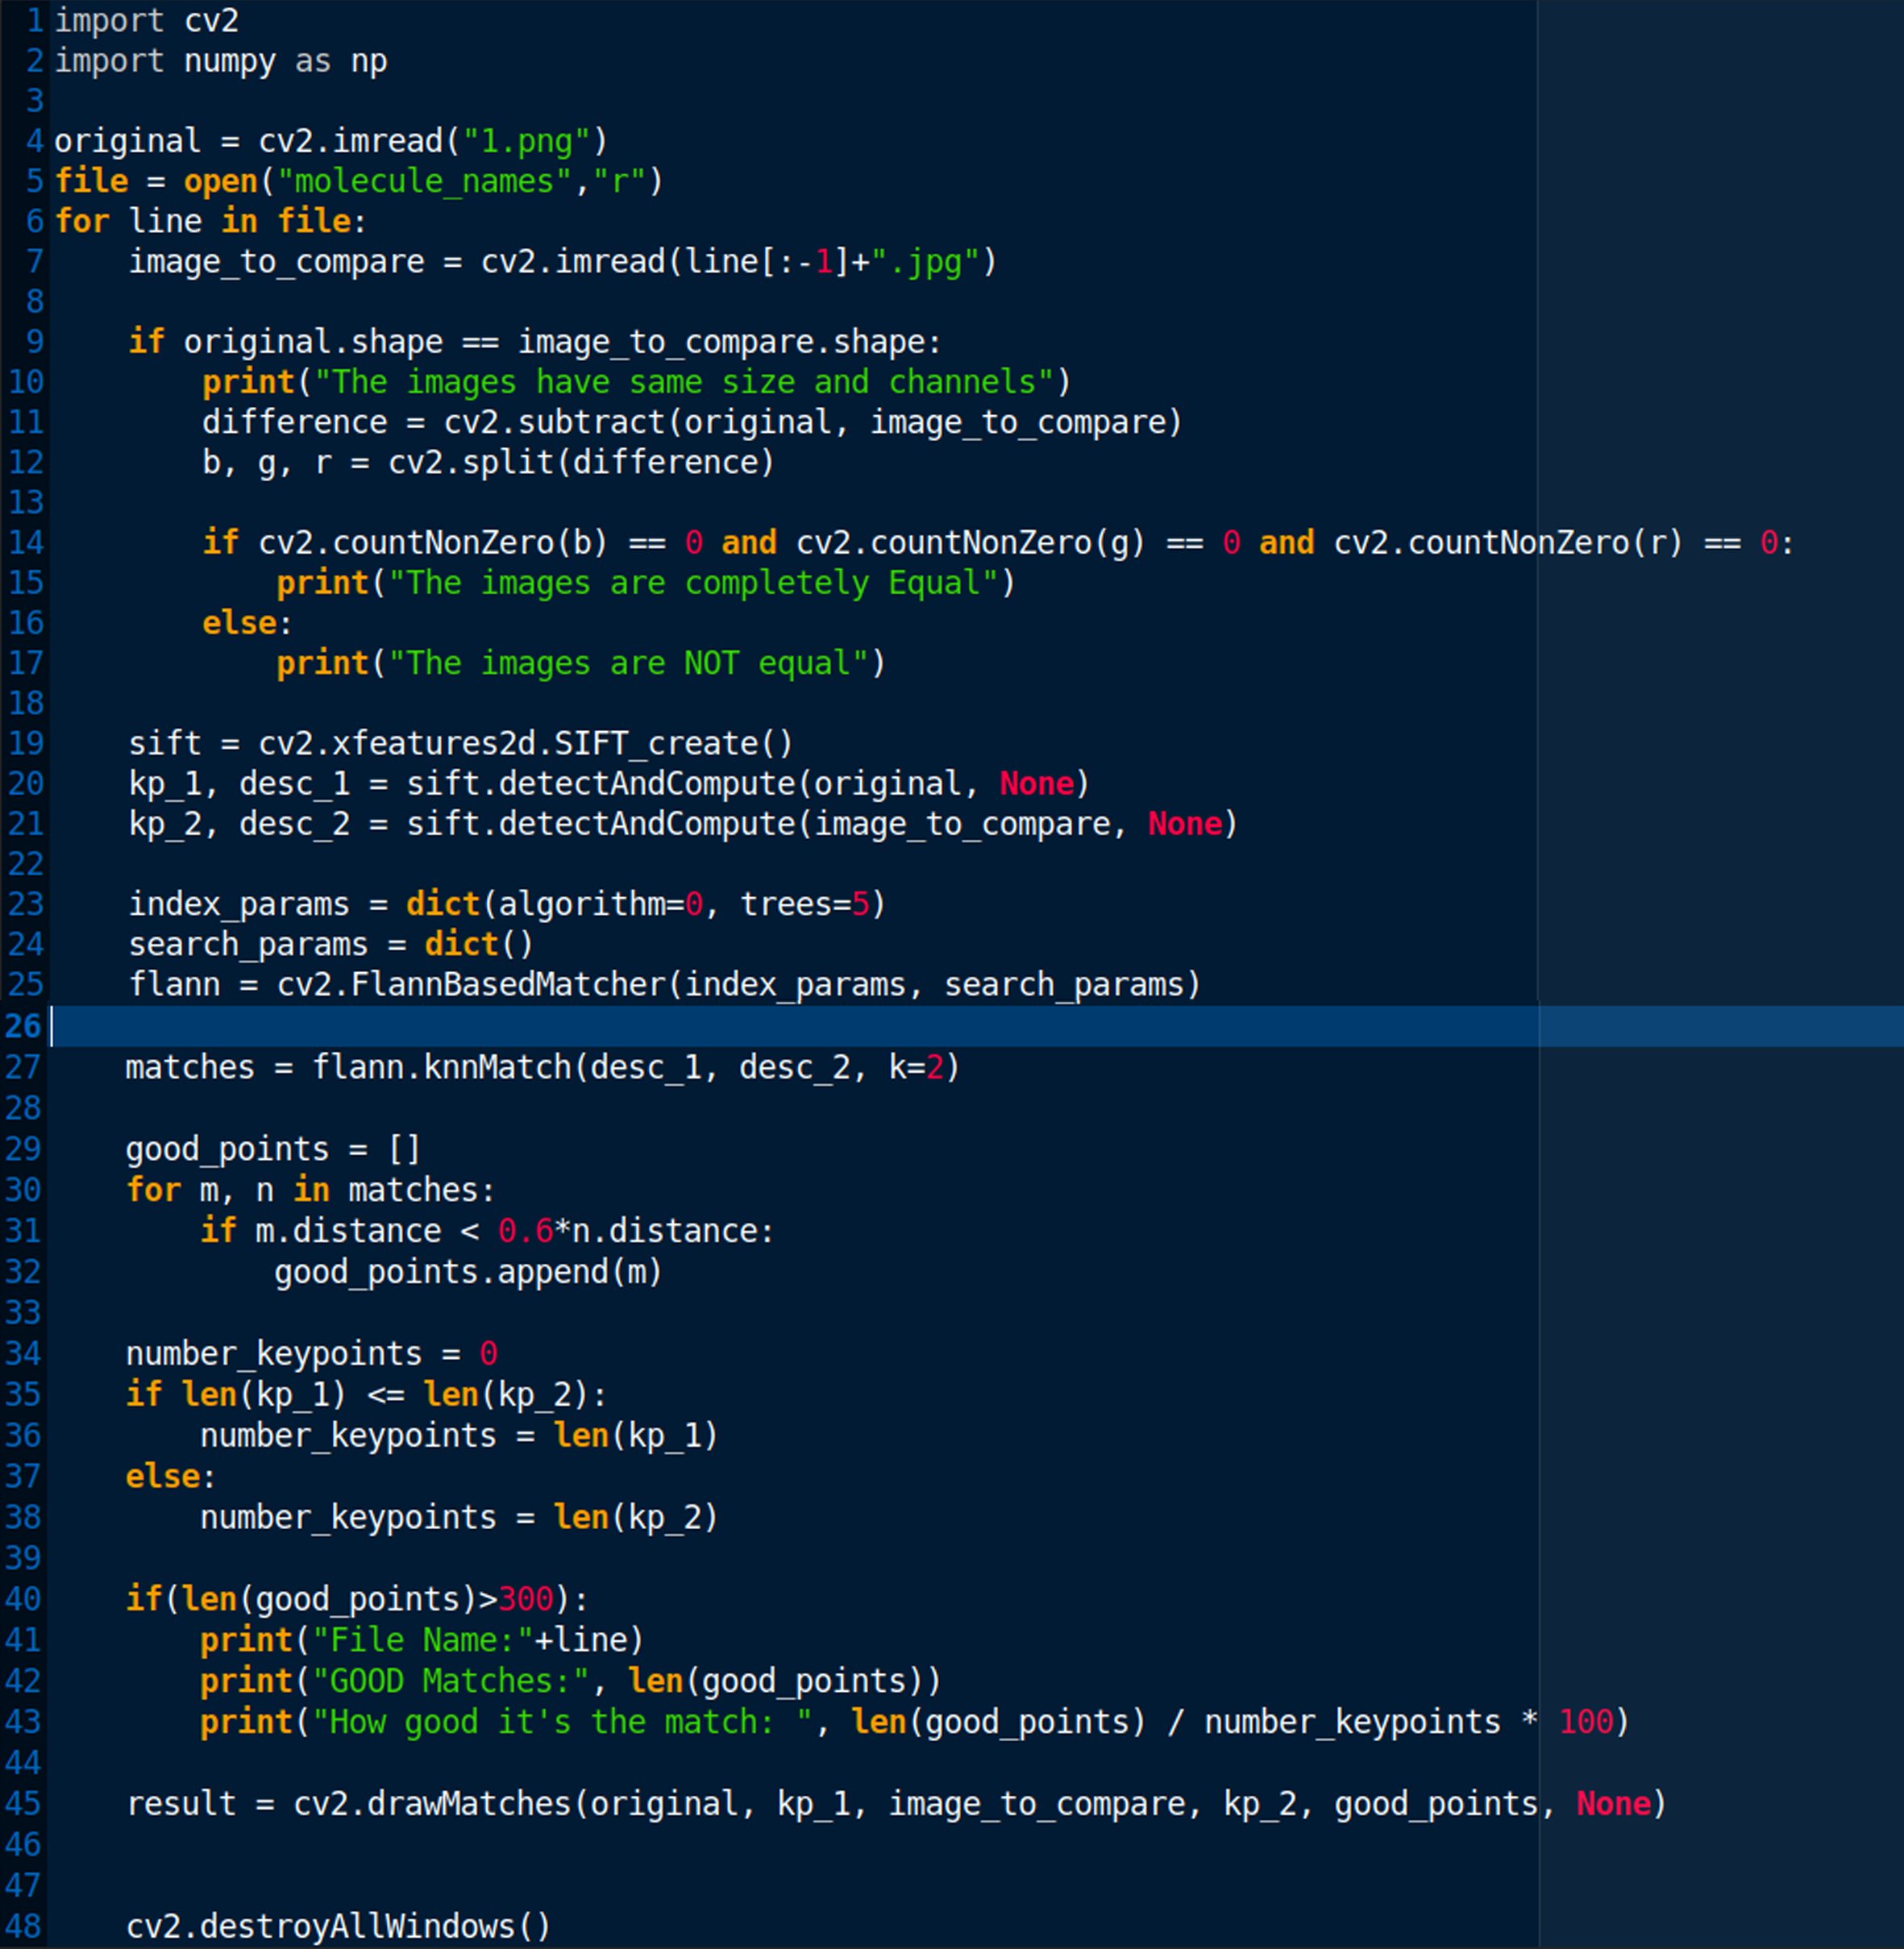 1 import cv2
2 import numpy as np
3
4 original = cv2.imread("1.png")
5 file = open("molecule_names","r")
6 for line in file:
7     image_to_compare = cv2.imread(line[:-1]+".jpg")
8
9     if original.shape == image_to_compare.shape:
10         print("The images have same size and channels")
11         difference = cv2.subtract(original, image_to_compare)
12         b, g, r = cv2.split(difference)
13
14         if cv2.countNonZero(b) == 0 and cv2.countNonZero(g) == 0 and cv2.countNonZero(r) == 0:
15             print("The images are completely Equal")
16         else:
17             print("The images are NOT equal")
18
19     sift = cv2.xfeatures2d.SIFT_create()
20     kp_1, desc_1 = sift.detectAndCompute(original, None)
21     kp_2, desc_2 = sift.detectAndCompute(image_to_compare, None)
22
23     index_params = dict(algorithm=0, trees=5)
24     search_params = dict()
25     flann = cv2.FlannBasedMatcher(index_params, search_params)
26
27     matches = flann.knnMatch(desc_1, desc_2, k=2)
28
29     good_points = []
30     for m, n in matches:
31         if m.distance < 0.6*n.distance:
32             good_points.append(m)
33
34     number_keypoints = 0
35     if len(kp_1) <= len(kp_2):
36         number_keypoints = len(kp_1)
37     else:
38         number_keypoints = len(kp_2)
39
40     if(len(good_points)>300):
41         print("File Name:"+line)
42         print("GOOD Matches:", len(good_points))
43         print("How good it's the match: ", len(good_points) / number_keypoints * 100)
44
45     result = cv2.drawMatches(original, kp_1, image_to_compare, kp_2, good_points, None)
46
47
48     cv2.destroyAllWindows()